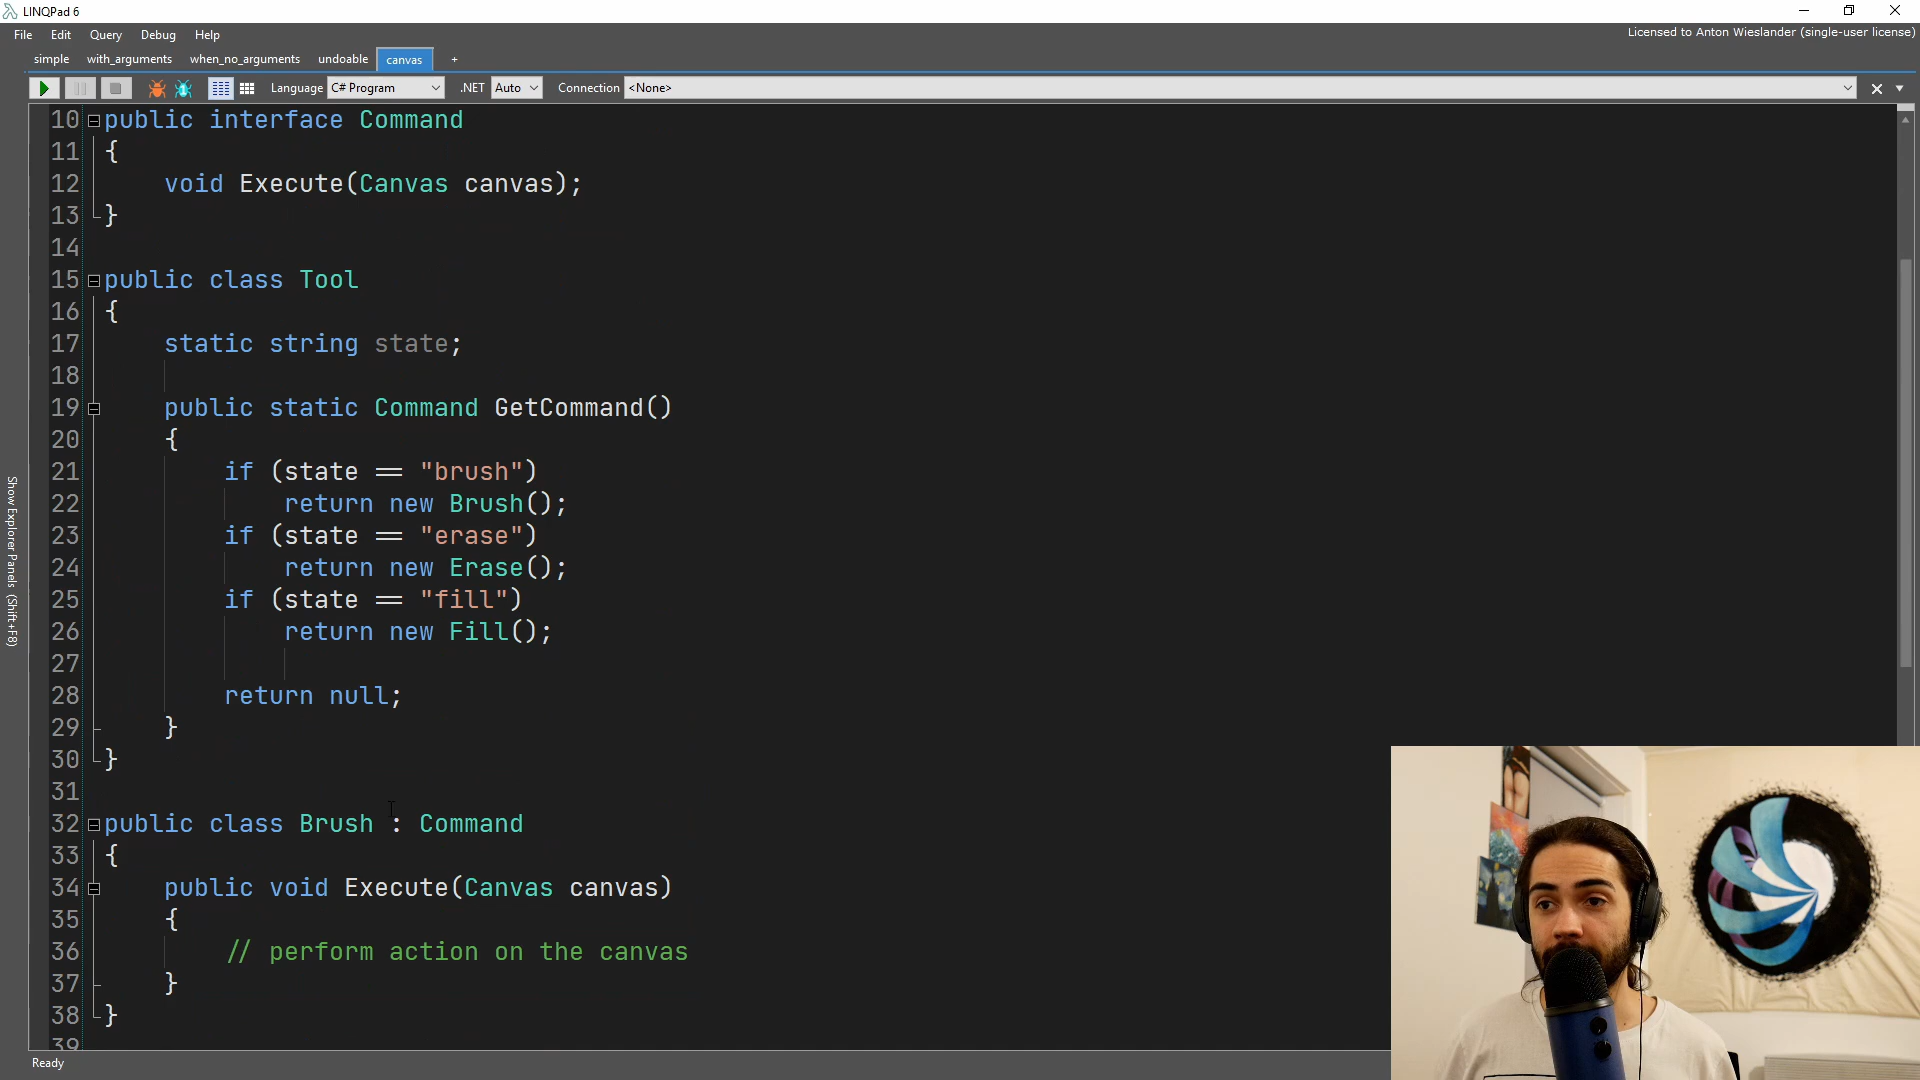 LINQPad 6
File Edit Query Debug Help
Licensed to Anton Wieslander (single-user license)
simple with_arguments when_no_arguments undoable canvas +
Language C# Program .NET Auto Connection <None>
10 public interface Command
11 {
12 void Execute(Canvas canvas);
13 }
14
15 public class Tool
16 {
17 static string state;
18
19 public static Command GetCommand()
20 {
21 if (state == "brush")
22 return new Brush();
23 if (state == "erase")
24 return new Erase();
25 if (state == "fill")
26 return new Fill();
27
28 return null;
29 }
30 }
31
32 public class Brush : Command
33 {
34 public void Execute(Canvas canvas)
35 {
36 // perform action on the canvas
37 }
38 }
39
Show Explorer Panels (Shift+F8)
Ready